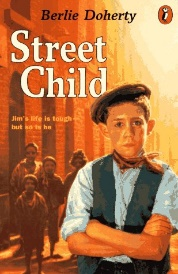 Berlie Doherty
Street
Child
Jim's life is tough
but so is he